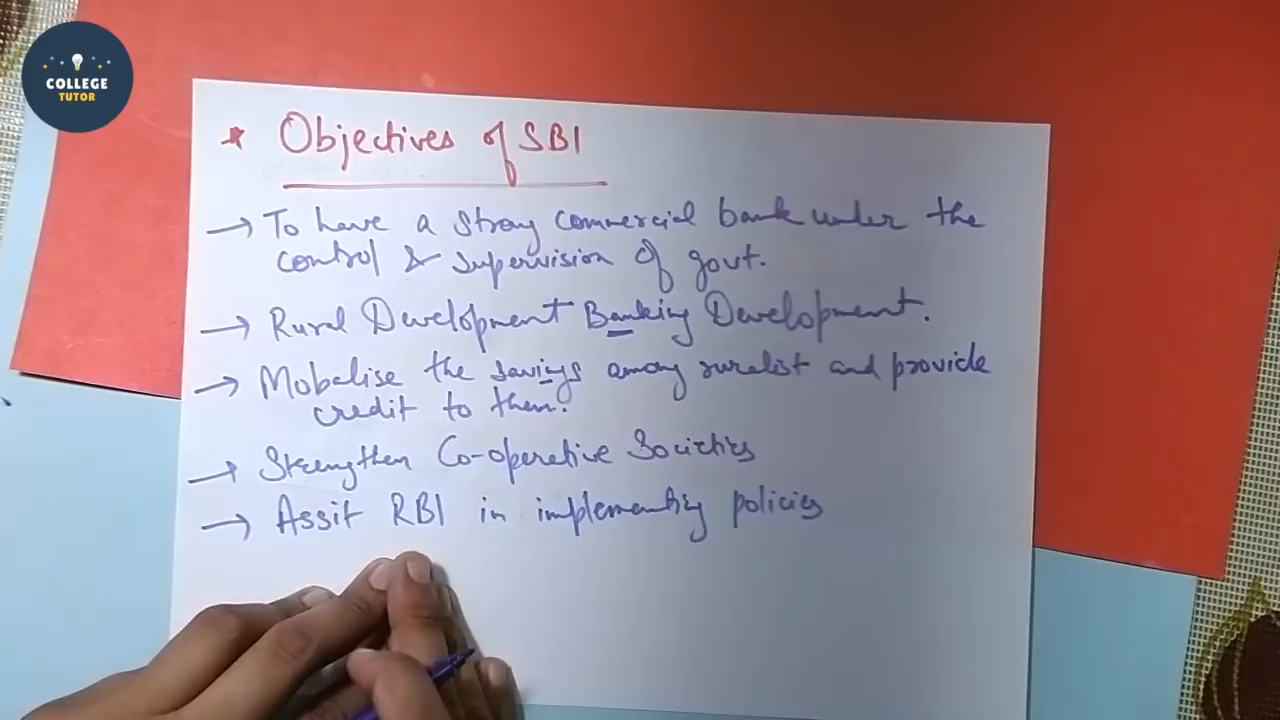 COLLEGE
TUTOR
* Objectives of SBI
→ To have a strong commercial bank under the
control & supervision of govt.
→ Rural Development Banking Development.
→ Mobalise the savings among ruralist and provide
credit to them.
→ Strengthen Co-operative Societies
→ Assit RBI in implementing policies